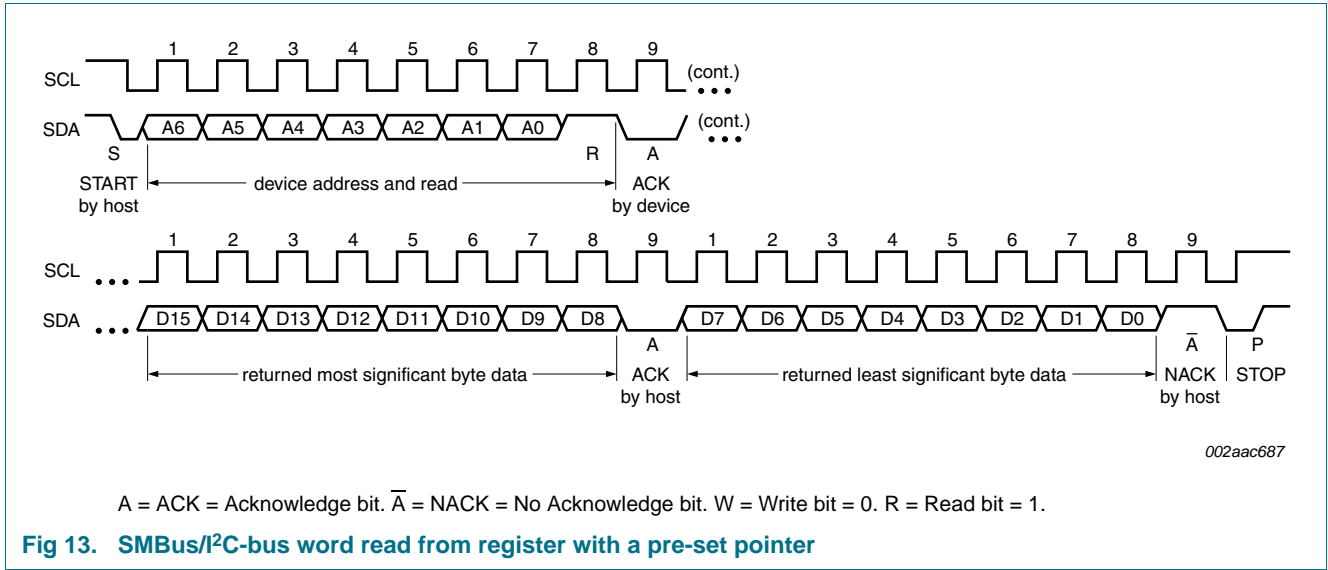 1 2 3 4 5 6 7 8 9
SCL (cont.)
SDA A6 A5 A4 A3 A2 A1 A0 (cont.)
S R A
START device address and read ACK
by host by device
1 2 3 4 5 6 7 8 9 1 2 3 4 5 6 7 8 9
SCL
SDA D15 D14 D13 D12 D11 D10 D9 D8 D7 D6 D5 D4 D3 D2 D1 D0
A A̅ P
returned most significant byte data ACK returned least significant byte data NACK STOP
by host by host
002aac687
A = ACK = Acknowledge bit. A̅ = NACK = No Acknowledge bit. W = Write bit = 0. R = Read bit = 1.
Fig 13. SMBus/I²C-bus word read from register with a pre-set pointer